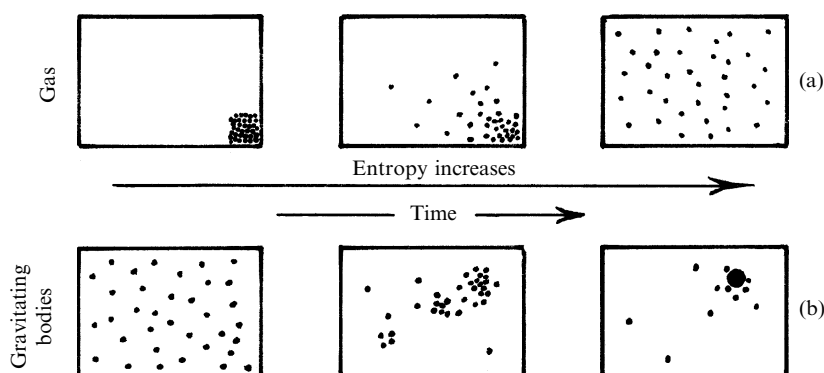 Gas
(a)
Entropy increases
Time
Gravitating
bodies
(b)